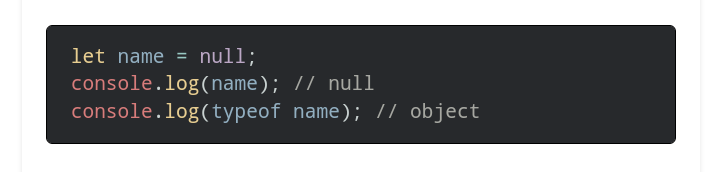 let name = null;
console.log(name); // null
console.log(typeof name); // object